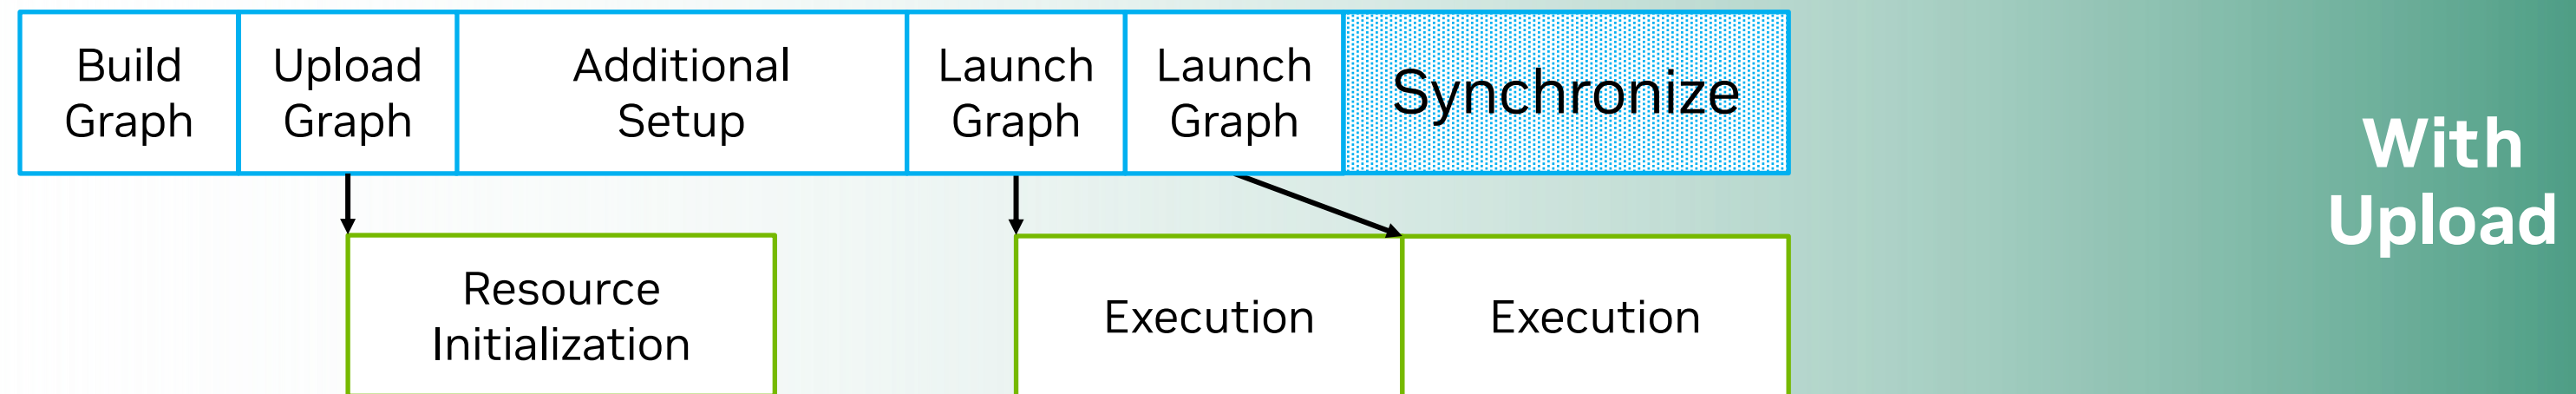 Build
Graph
Upload
Graph
Additional
Setup
Launch
Graph
Launch
Graph
Synchronize
With
Upload
Resource
Initialization
Execution
Execution